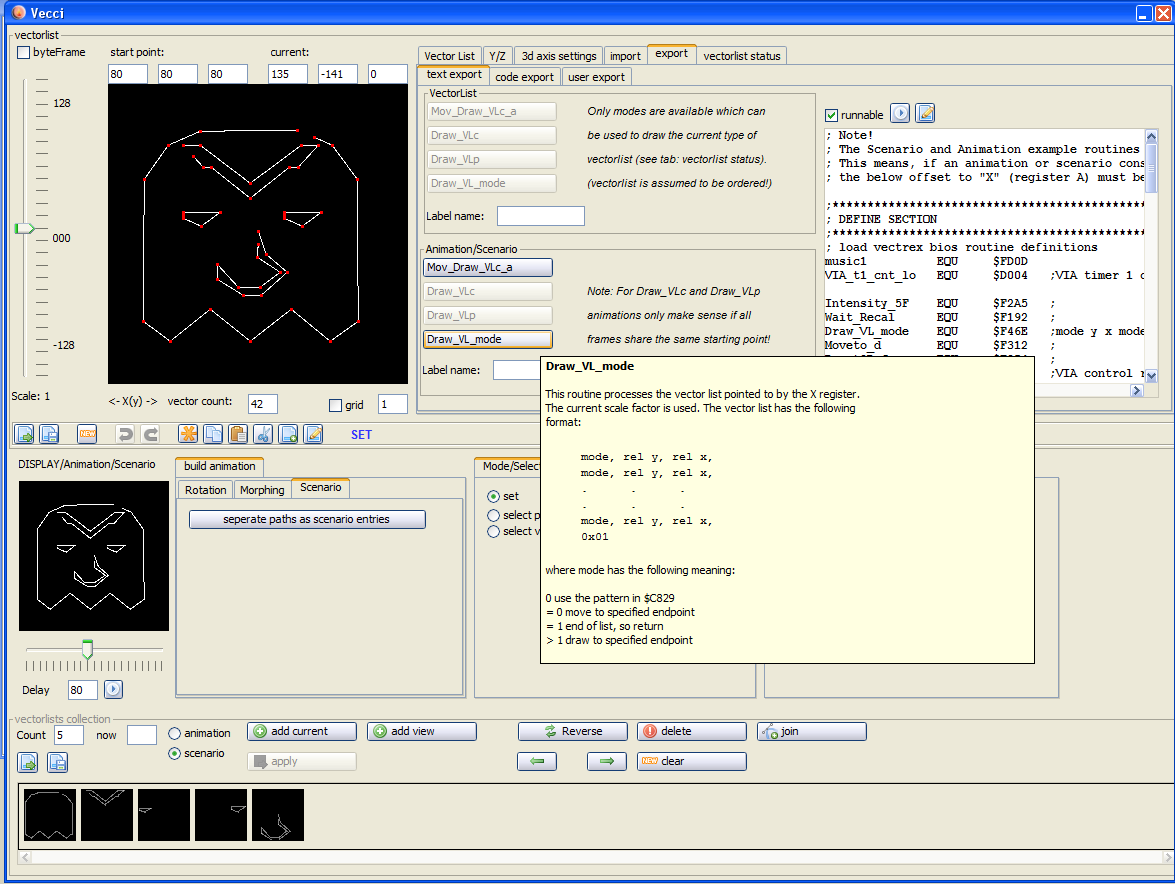 Vecci
vectorlist
byteFrame
start point:
current:
80
80
80
135
-141
0
128
000
-128
Scale: 1
<- X(y) ->
vector count:
42
grid
1
Vector List
Y/Z
3d axis settings
import
export
vectorlist status
text export
code export
user export
VectorList
Mov_Draw_VLc_a
Only modes are available which can
Draw_VLc
be used to draw the current type of
Draw_VLp
vectorlist (see tab: vectorlist status).
Draw_VL_mode
(vectorlist is assumed to be ordered!)
Label name:
Animation/Scenario
Mov_Draw_VLc_a
Draw_VLc
Note: For Draw_VLc and Draw_VLp
Draw_VLp
animations only make sense if all
Draw_VL_mode
frames share the same starting point!
Label name:
runnable
; Note!
; The Scenario and Animation example routines
; This means, if an animation or scenario cons
; the below offset to "X" (register A) must be
;***********************************************
; DEFINE SECTION
;***********************************************
; load vectrex bios routine definitions
music1 EQU $FD0D
VIA_t1_cnt_lo EQU $D004 ;VIA timer 1 c
Intensity_5F EQU $F2A5 ;
Wait_Recal EQU $F192 ;
Draw_VL_mode EQU $F46E ;mode y x mode
Moveto_d EQU $F312 ;
;
;VIA control r
Draw_VL_mode
This routine processes the vector list pointed to by the X register.
The current scale factor is used. The vector list has the following
format:
mode, rel y, rel x,
mode, rel y, rel x,
. . .
. . .
mode, rel y, rel x,
0x01
where mode has the following meaning:
0 use the pattern in $C829
= 0 move to specified endpoint
= 1 end of list, so return
> 1 draw to specified endpoint
NEW
SET
DISPLAY/Animation/Scenario
Delay
80
build animation
Rotation
Morphing
Scenario
seperate paths as scenario entries
Mode/Selec
set
select p
select v
vectorlists collection
Count
5
now
animation
scenario
add current
add view
apply
Reverse
delete
join
NEW
clear